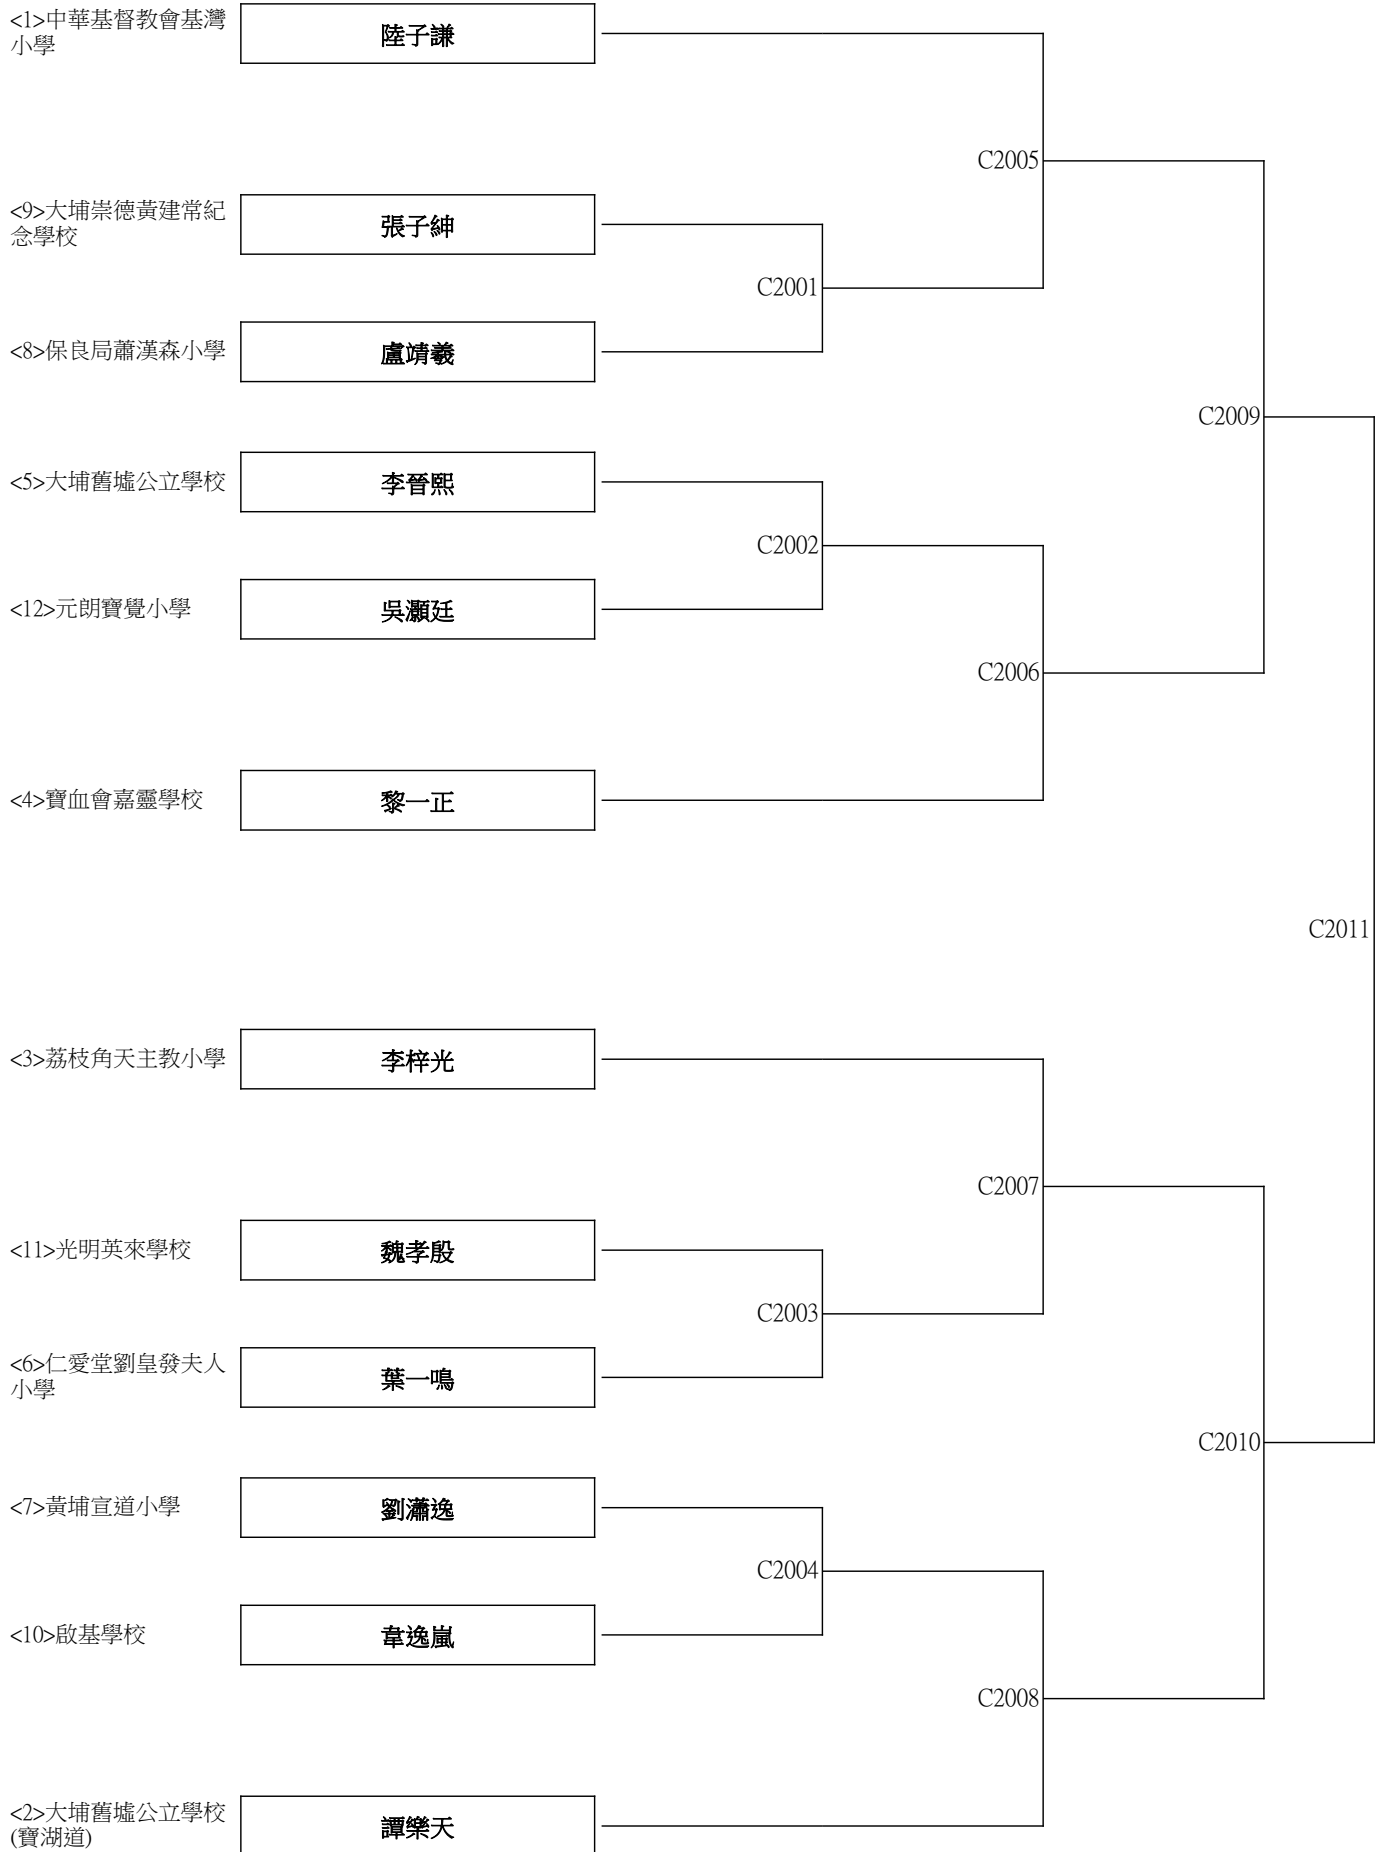 <1>中華基督教會基灣
小學
陸子謙
C2005
<9>大埔崇德黃建常紀
念學校
張子紳
C2001
<8>保良局蕭漢森小學
盧靖羲
C2009
<5>大埔舊墟公立學校
李晉熙
C2002
<12>元朗寶覺小學
吳灝廷
C2006
<4>寶血會嘉靈學校
黎一正
C2011
<3>荔枝角天主教小學
李梓光
C2007
<11>光明英來學校
魏孝殷
C2003
<6>仁愛堂劉皇發夫人
小學
葉一鳴
C2010
<7>黃埔宣道小學
劉瀟逸
C2004
<10>啟基學校
韋逸嵐
C2008
<2>大埔舊墟公立學校
(寶湖道)
譚樂天